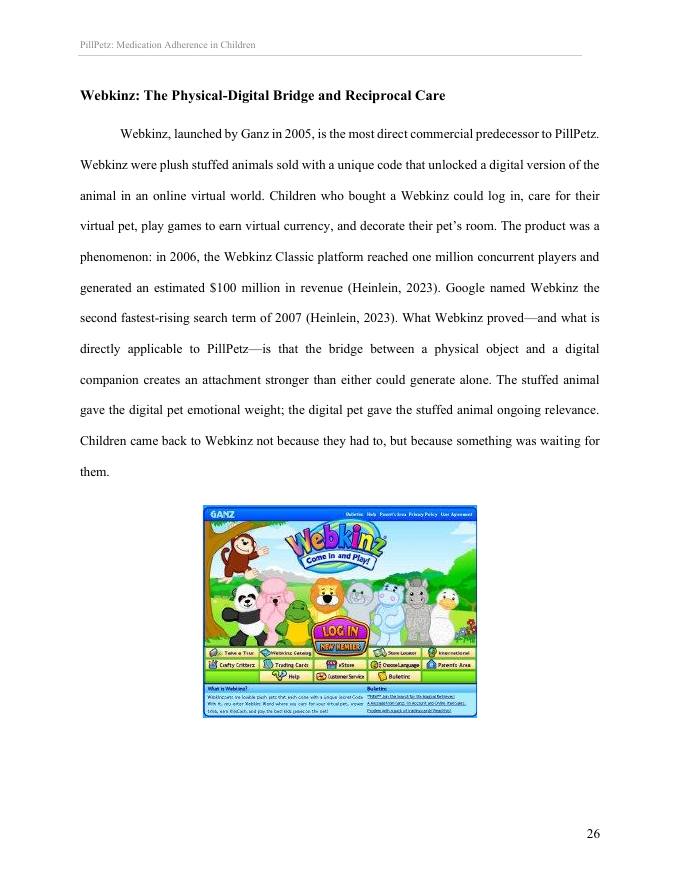 PillPetz: Medication Adherence in Children
Webkinz: The Physical-Digital Bridge and Reciprocal Care
Webkinz, launched by Ganz in 2005, is the most direct commercial predecessor to PillPetz.
Webkinz were plush stuffed animals sold with a unique code that unlocked a digital version of the
animal in an online virtual world. Children who bought a Webkinz could log in, care for their
virtual pet, play games to earn virtual currency, and decorate their pet’s room. The product was a
phenomenon: in 2006, the Webkinz Classic platform reached one million concurrent players and
generated an estimated $100 million in revenue (Heinlein, 2023). Google named Webkinz the
second fastest-rising search term of 2007 (Heinlein, 2023). What Webkinz proved—and what is
directly applicable to PillPetz—is that the bridge between a physical object and a digital
companion creates an attachment stronger than either could generate alone. The stuffed animal
gave the digital pet emotional weight; the digital pet gave the stuffed animal ongoing relevance.
Children came back to Webkinz not because they had to, but because something was waiting for
them.
GANZ
Bulletins Help Parent's Area Privacy Policy User Agreement
Webkinz
Come in and Play!
LOG IN
NEW MEMBER
Take a Tour Webkinz Catalog Store Locator International
Crafty Critters Trading Cards eStore Choose Language Parents Area
Help Customer Service Bulletins
What is Webkinz?
Bulletins
26